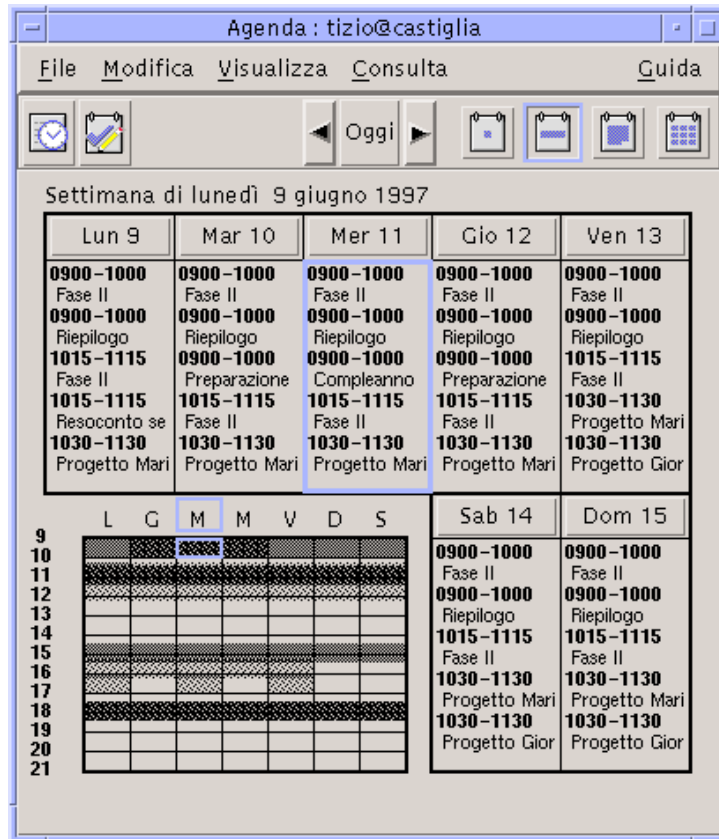 Agenda : tizio@castiglia
File Modifica Visualizza Consulta Guida
Oggi
Settimana di lunedì 9 giugno 1997
Lun 9 Mar 10 Mer 11 Gio 12 Ven 13
0900-1000 0900-1000 0900-1000 0900-1000 0900-1000
Fase II Fase II Fase II Fase II Fase II
0900-1000 0900-1000 0900-1000 0900-1000 0900-1000
Riepilogo Riepilogo Riepilogo Riepilogo Riepilogo
1015-1115 0900-1000 0900-1000 0900-1000 1015-1115
Fase II Preparazione Compleanno Preparazione Fase II
1015-1115 1015-1115 1015-1115 1015-1115 1030-1130
Resoconto se Fase II Fase II Fase II Progetto Mari
1030-1130 1030-1130 1030-1130 1030-1130 1030-1130
Progetto Mari Progetto Mari Progetto Mari Progetto Mari Progetto Gior
L G M M V D S
9
10
11
12
13
14
15
16
17
18
19
20
21
Sab 14 Dom 15
0900-1000 0900-1000
Fase II Fase II
0900-1000 0900-1000
Riepilogo Riepilogo
1015-1115 1015-1115
Fase II Fase II
1030-1130 1030-1130
Progetto Mari Progetto Mari
1030-1130 1030-1130
Progetto Gior Progetto Gior